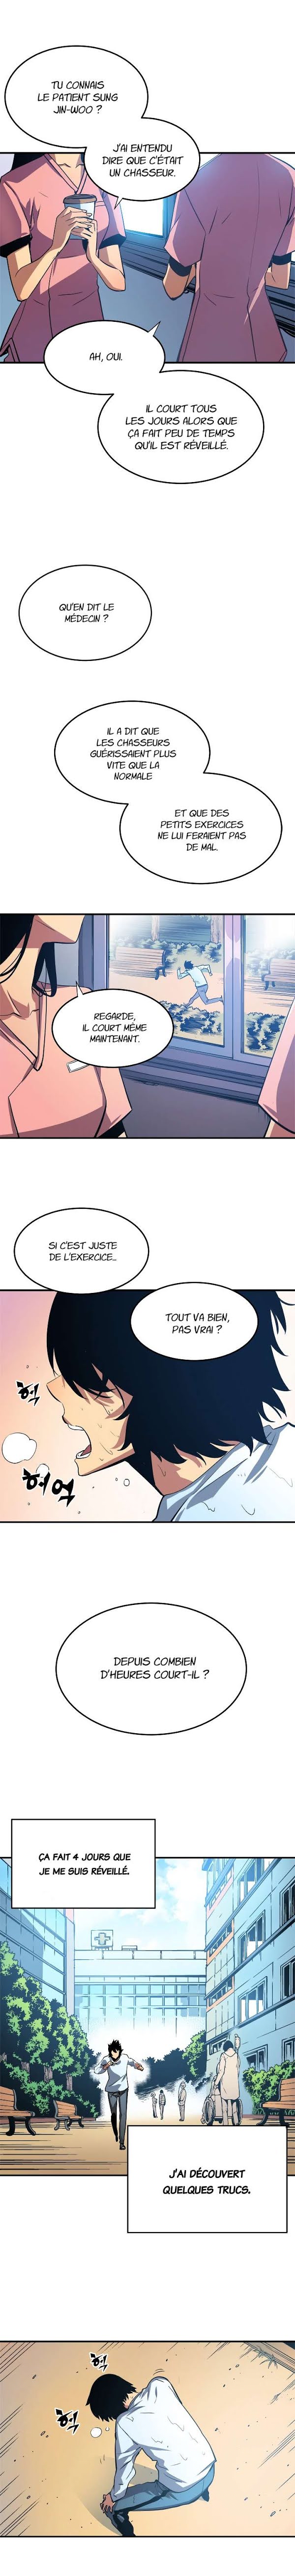 TU CONNAIS
LE PATIENT SUNG
JIN-WOO ?
J'AI ENTENDU
DIRE QUE C'ÉTAIT
UN CHASSEUR.
AH, OUI.
IL COURT TOUS
LES JOURS ALORS QUE
ÇA FAIT PEU DE TEMPS
QU'IL EST RÉVEILLÉ.
QU'EN DIT LE
MÉDECIN ?
IL A DIT QUE
LES CHASSEURS
GUÉRISSAIENT PLUS
VITE QUE LA
NORMALE
ET QUE DES
PETITS EXERCICES
NE LUI FERAIENT PAS
DE MAL.
REGARDE,
IL COURT MÊME
MAINTENANT.
SI C'EST JUSTE
DE L'EXERCICE...
TOUT VA BIEN,
PAS VRAI ?
헉
허억
DEPUIS COMBIEN
D'HEURES COURT-IL ?
ÇA FAIT 4 JOURS QUE
JE ME SUIS RÉVEILLÉ.
J'AI DÉCOUVERT
QUELQUES TRUCS.
헉
헉